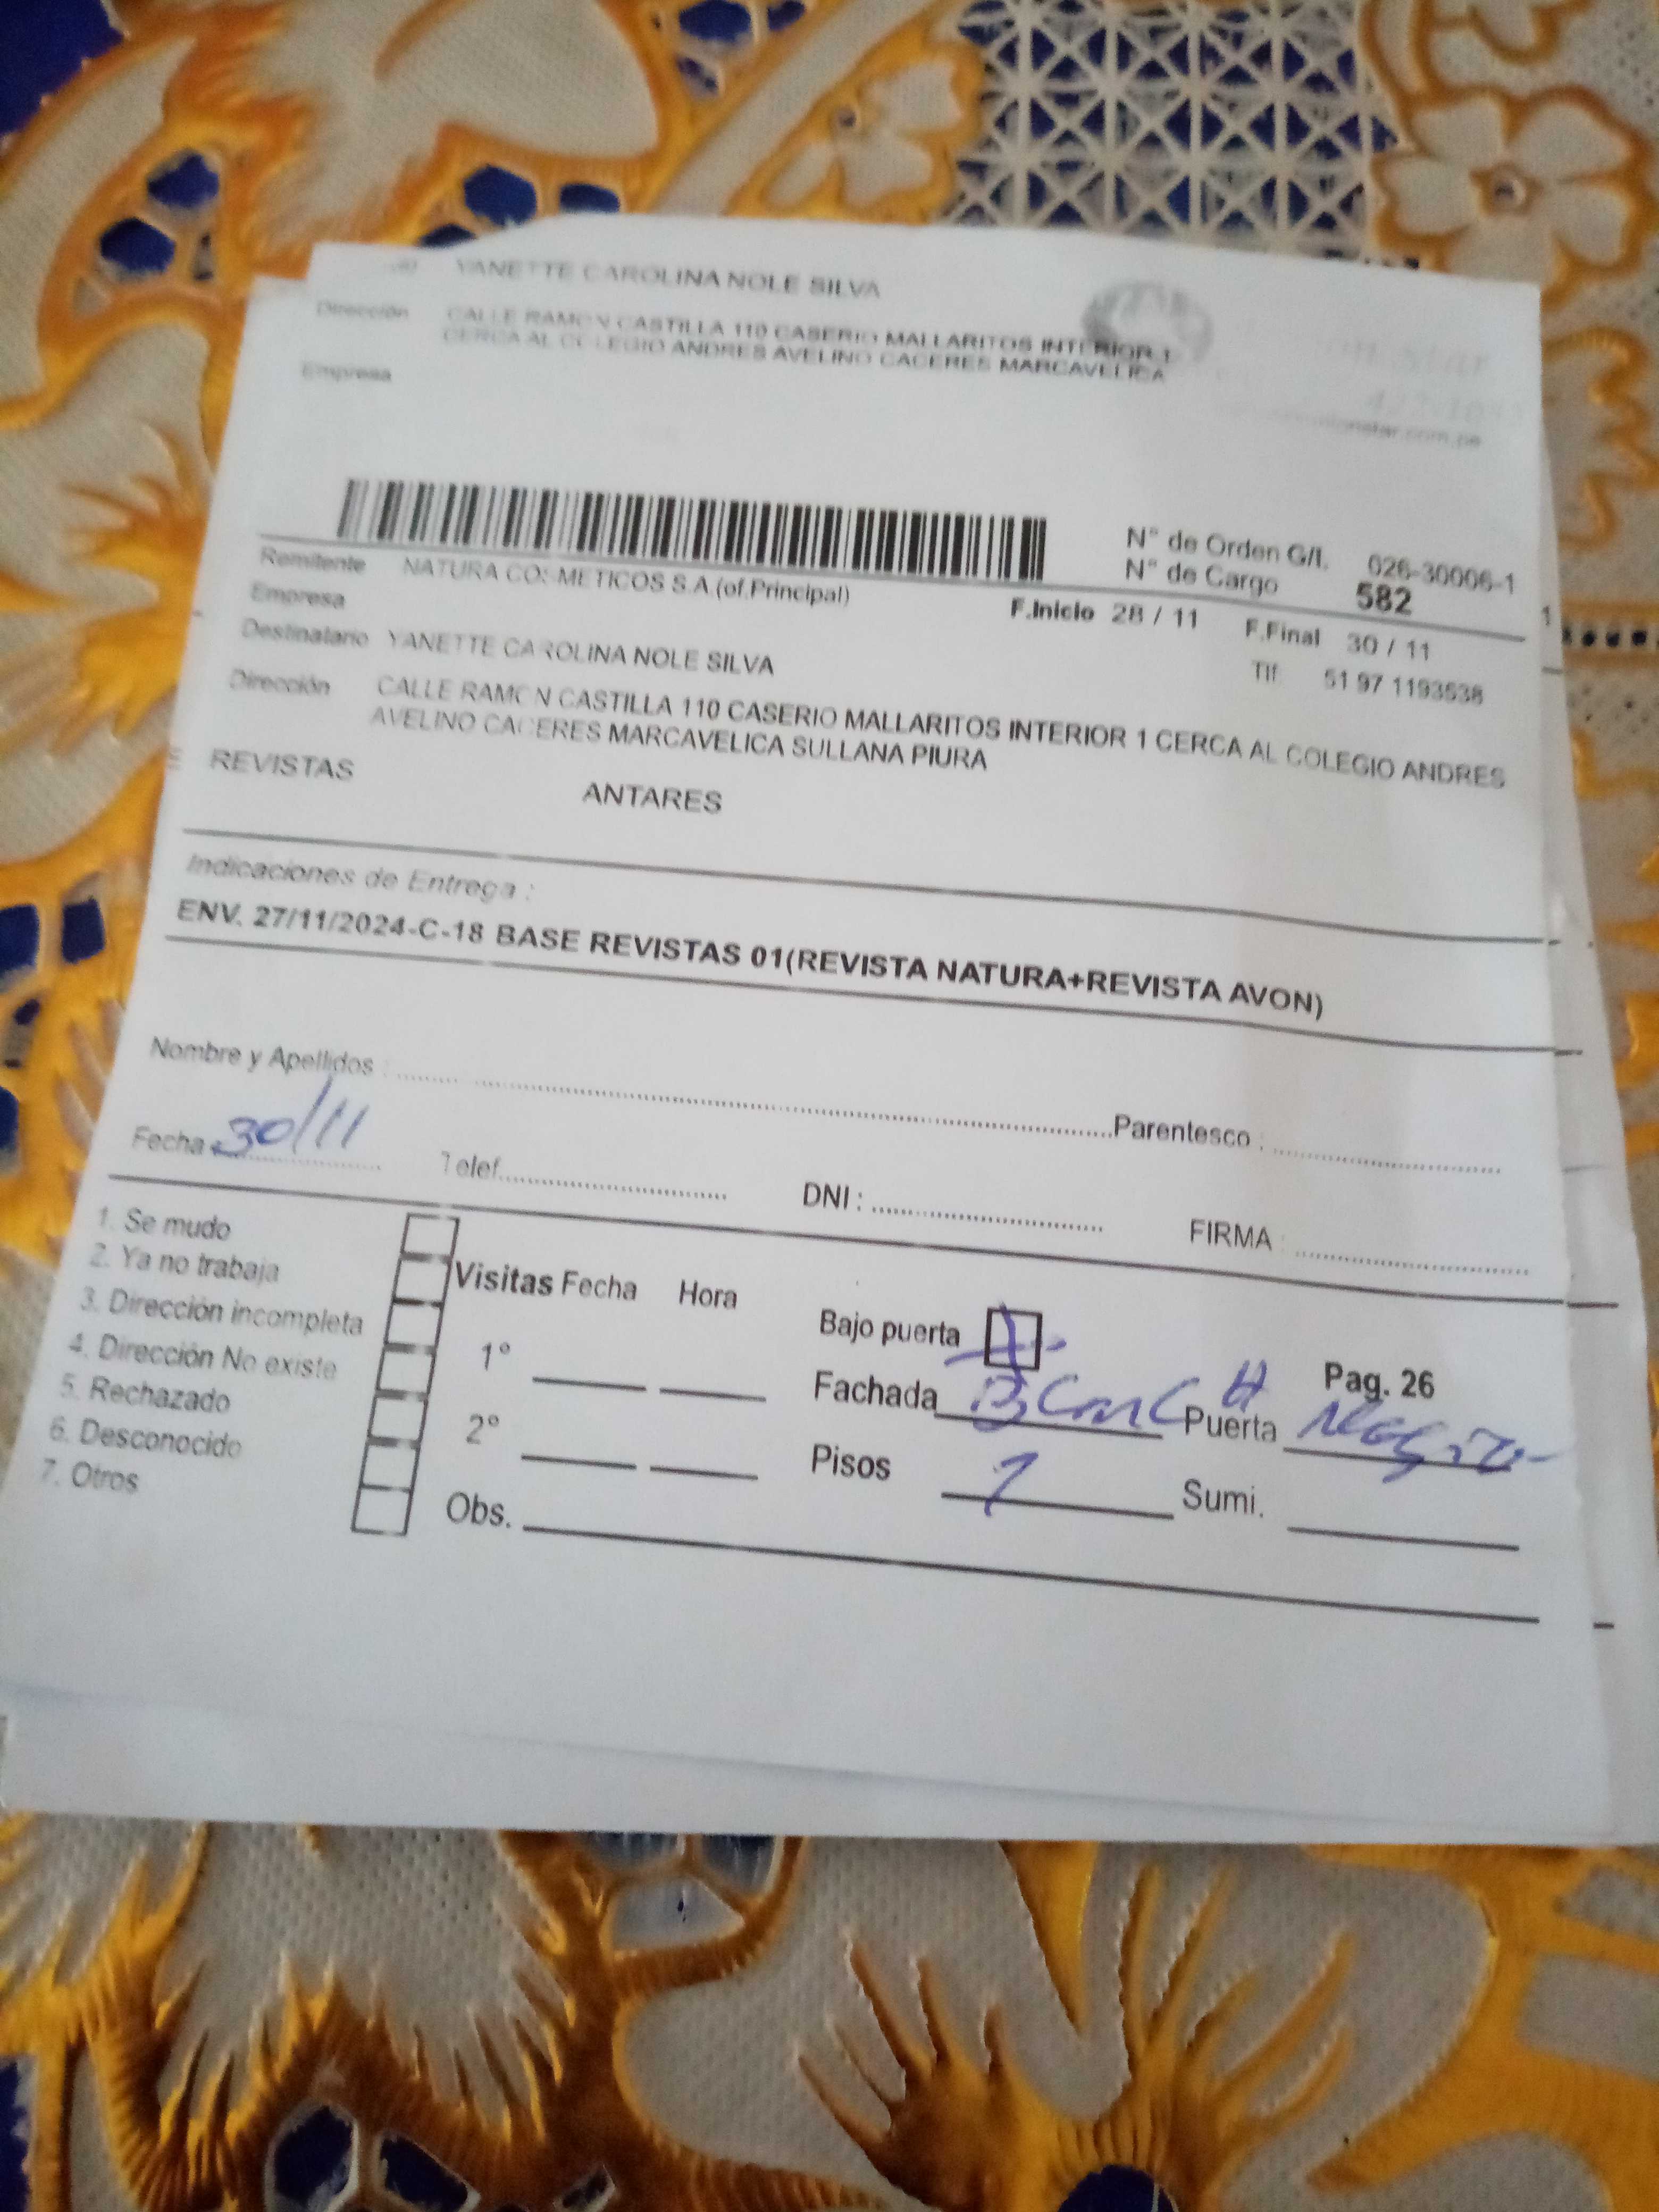 YANETTE CAROLINA NOLE SILVA
Dirección CALLE RAMON CASTILLA 110 CASERIO MALLARITOS INTERIOR 1
CERCA AL COLEGIO ANDRES AVELINO CACERES MARCAVELICA
Empresa
N° de Orden G/I. 026-30006-1
N° de Cargo 582
Remitente NATURA COSMETICOS S.A.(of.Principal)
Empresa
F.Inicio 28 / 11 F.Final 30 / 11
Destinatario YANETTE CAROLINA NOLE SILVA
Tlf 51 97 1193538
Dirección CALLE RAMON CASTILLA 110 CASERIO MALLARITOS INTERIOR 1 CERCA AL COLEGIO ANDRES
AVELINO CACERES MARCAVELICA SULLANA PIURA
REVISTAS
ANTARES
Indicaciones de Entrega :
ENV. 27/11/2024-C-18 BASE REVISTAS 01(REVISTA NATURA+REVISTA AVON)
Nombre y Apellidos : Parentesco :
Fecha 30/11 Telef. DNI : FIRMA :
1. Se mudo
2. Ya no trabaja
3. Dirección incompleta
4. Dirección No existe
5. Rechazado
6. Desconocido
7. Otros
Visitas Fecha Hora
1°
2°
Obs.
Bajo puerta
Pag. 26
Fachada Puerta
Pisos 1 Sumi.